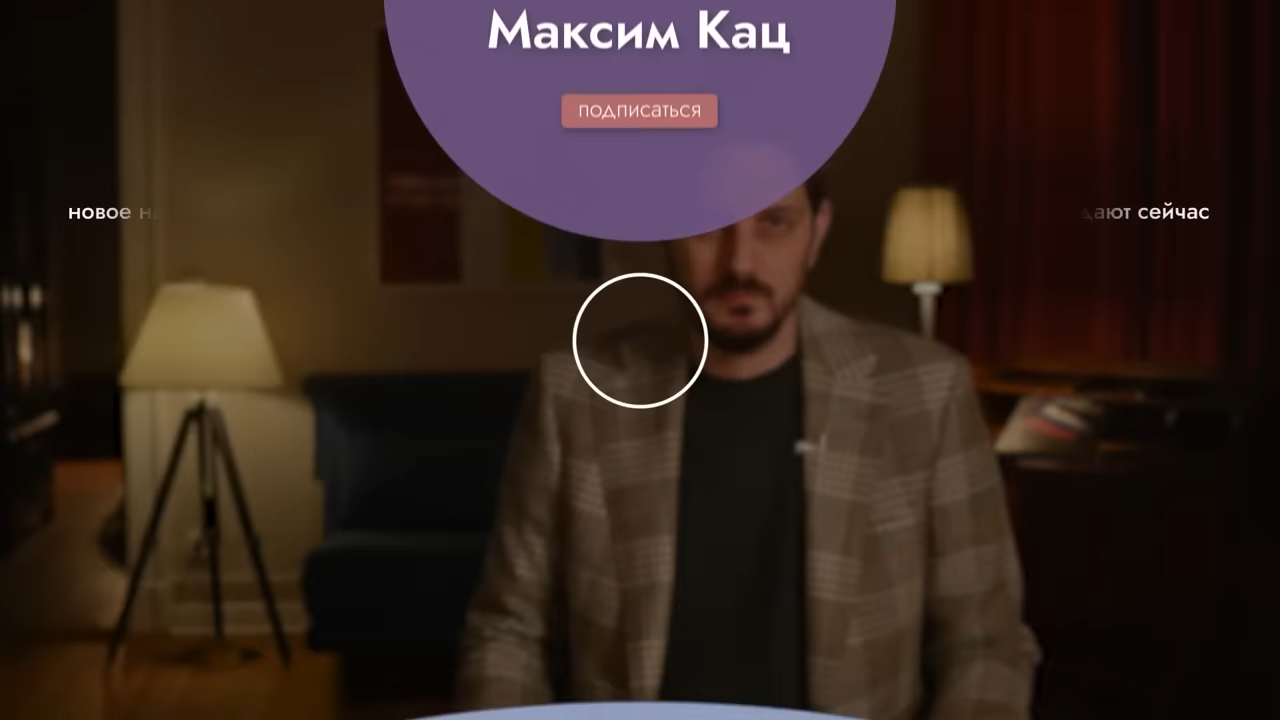 Максим Кац
подписаться
новое
сейчас